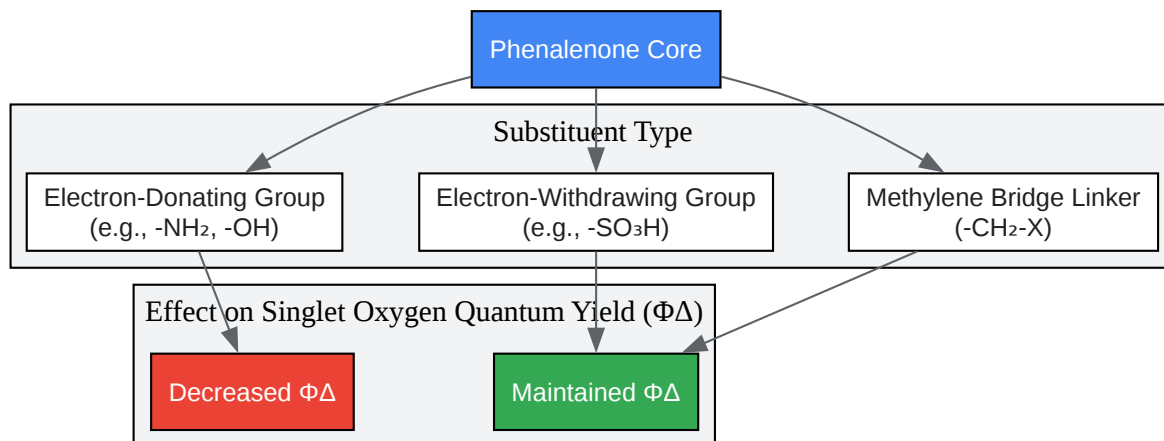 Phenalenone Core
Substituent Type
Electron-Donating Group
(e.g., -NH₂, -OH)
Electron-Withdrawing Group
(e.g., -SO₃H)
Methylene Bridge Linker
(-CH₂-X)
Effect on Singlet Oxygen Quantum Yield (ΦΔ)
Decreased ΦΔ
Maintained ΦΔ